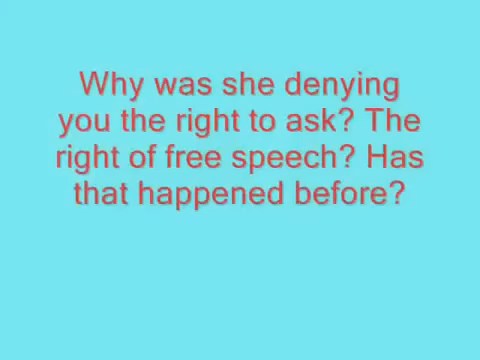 Why was she denying
you the right to ask? The
right of free speech? Has
that happened before?